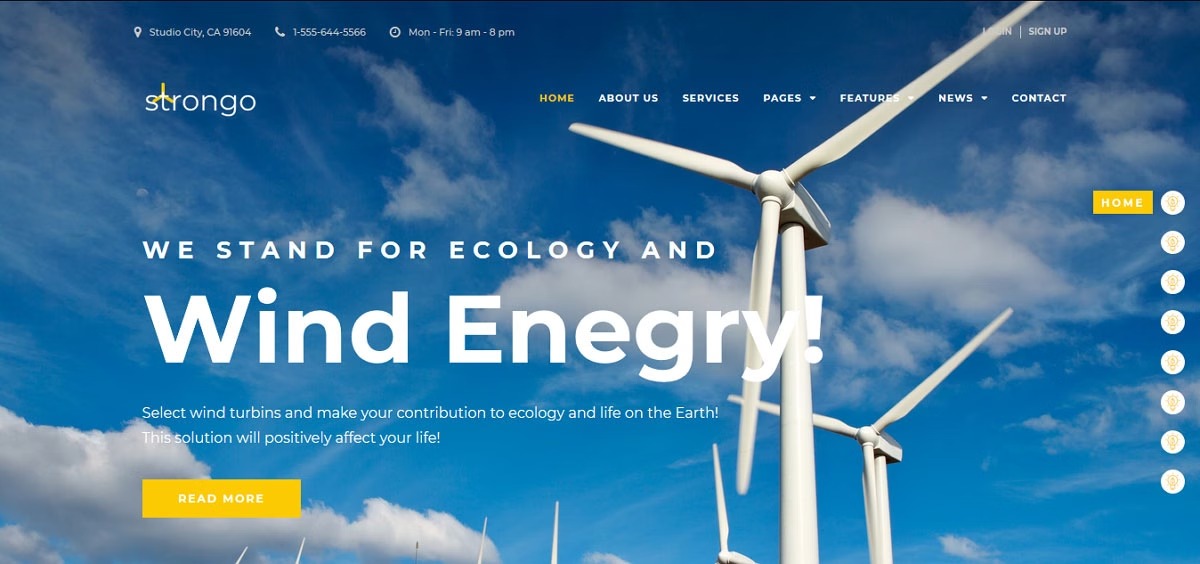 Studio City, CA 91604 1-555-644-5566 Mon - Fri: 9 am - 8 pm LOGIN | SIGN UP
strongo
HOME ABOUT US SERVICES PAGES FEATURES NEWS CONTACT
HOME
WE STAND FOR ECOLOGY AND
Wind Enegry!
Select wind turbins and make your contribution to ecology and life on the Earth!
This solution will positively affect your life!
READ MORE